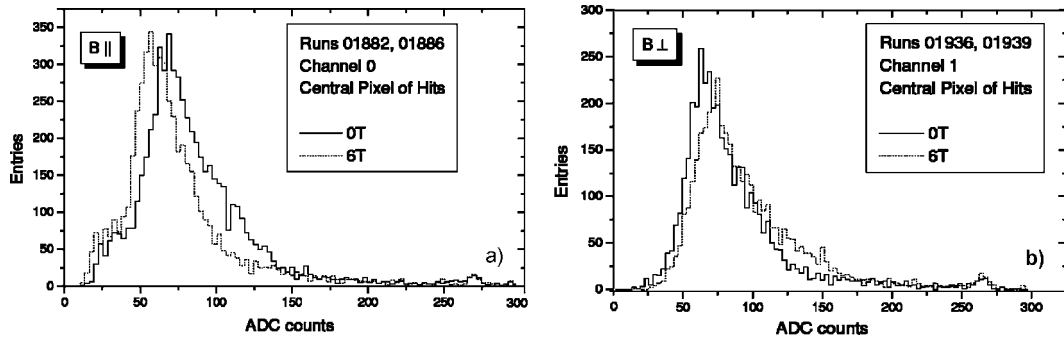 350
300
250
200
150
100
50
0
Entries
B ||
Runs 01882, 01886
Channel 0
Central Pixel of Hits
0T
6T
a)
0 50 100 150 200 250 300
ADC counts
300
250
200
150
100
50
0
Entries
B⊥
Runs 01936, 01939
Channel 1
Central Pixel of Hits
0T
6T
b)
0 50 100 150 200 250 300
ADC counts